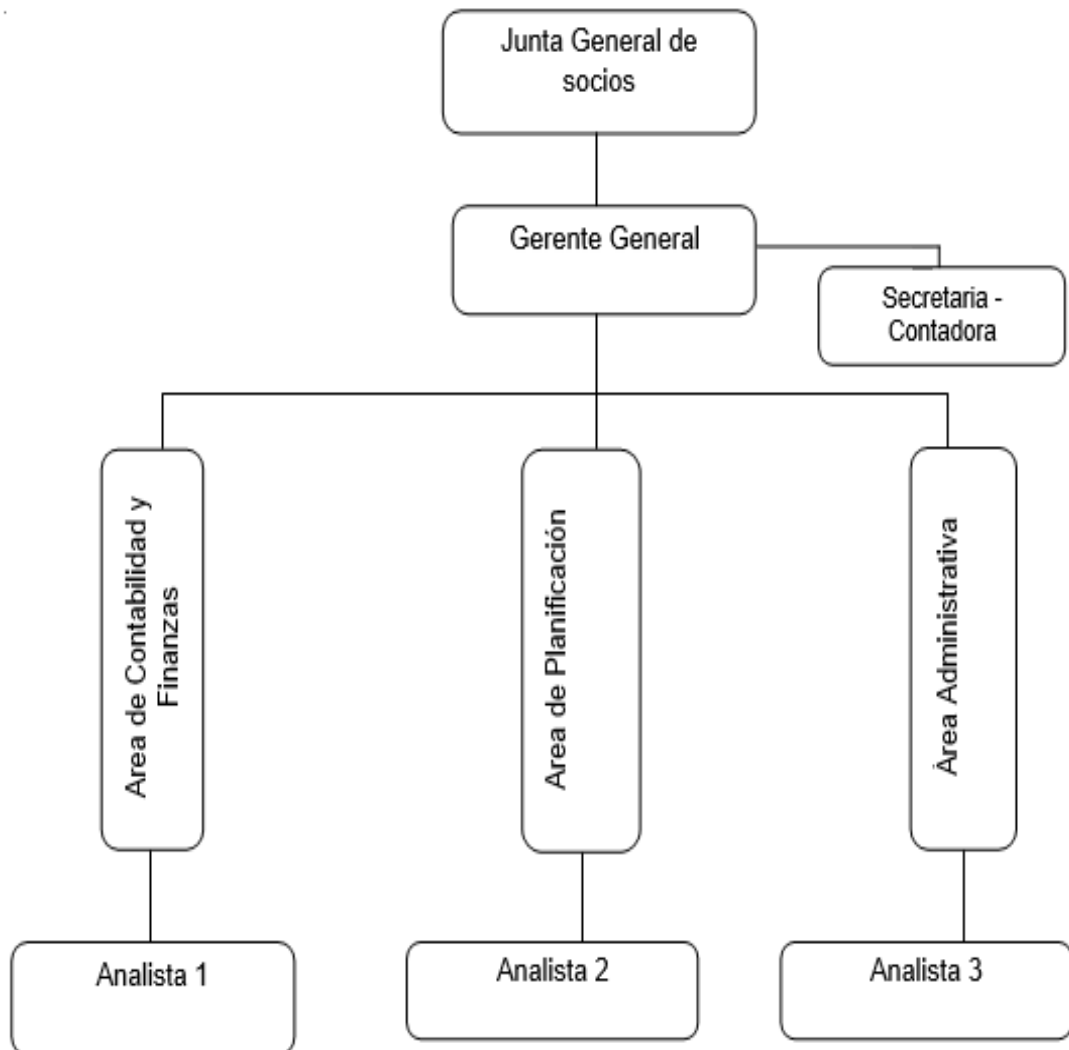 Junta General de
socios
Gerente General
Secretaria -
Contadora
Area de Contabilidad y
Finanzas
Area de Planificación
Área Administrativa
Analista 1
Analista 2
Analista 3